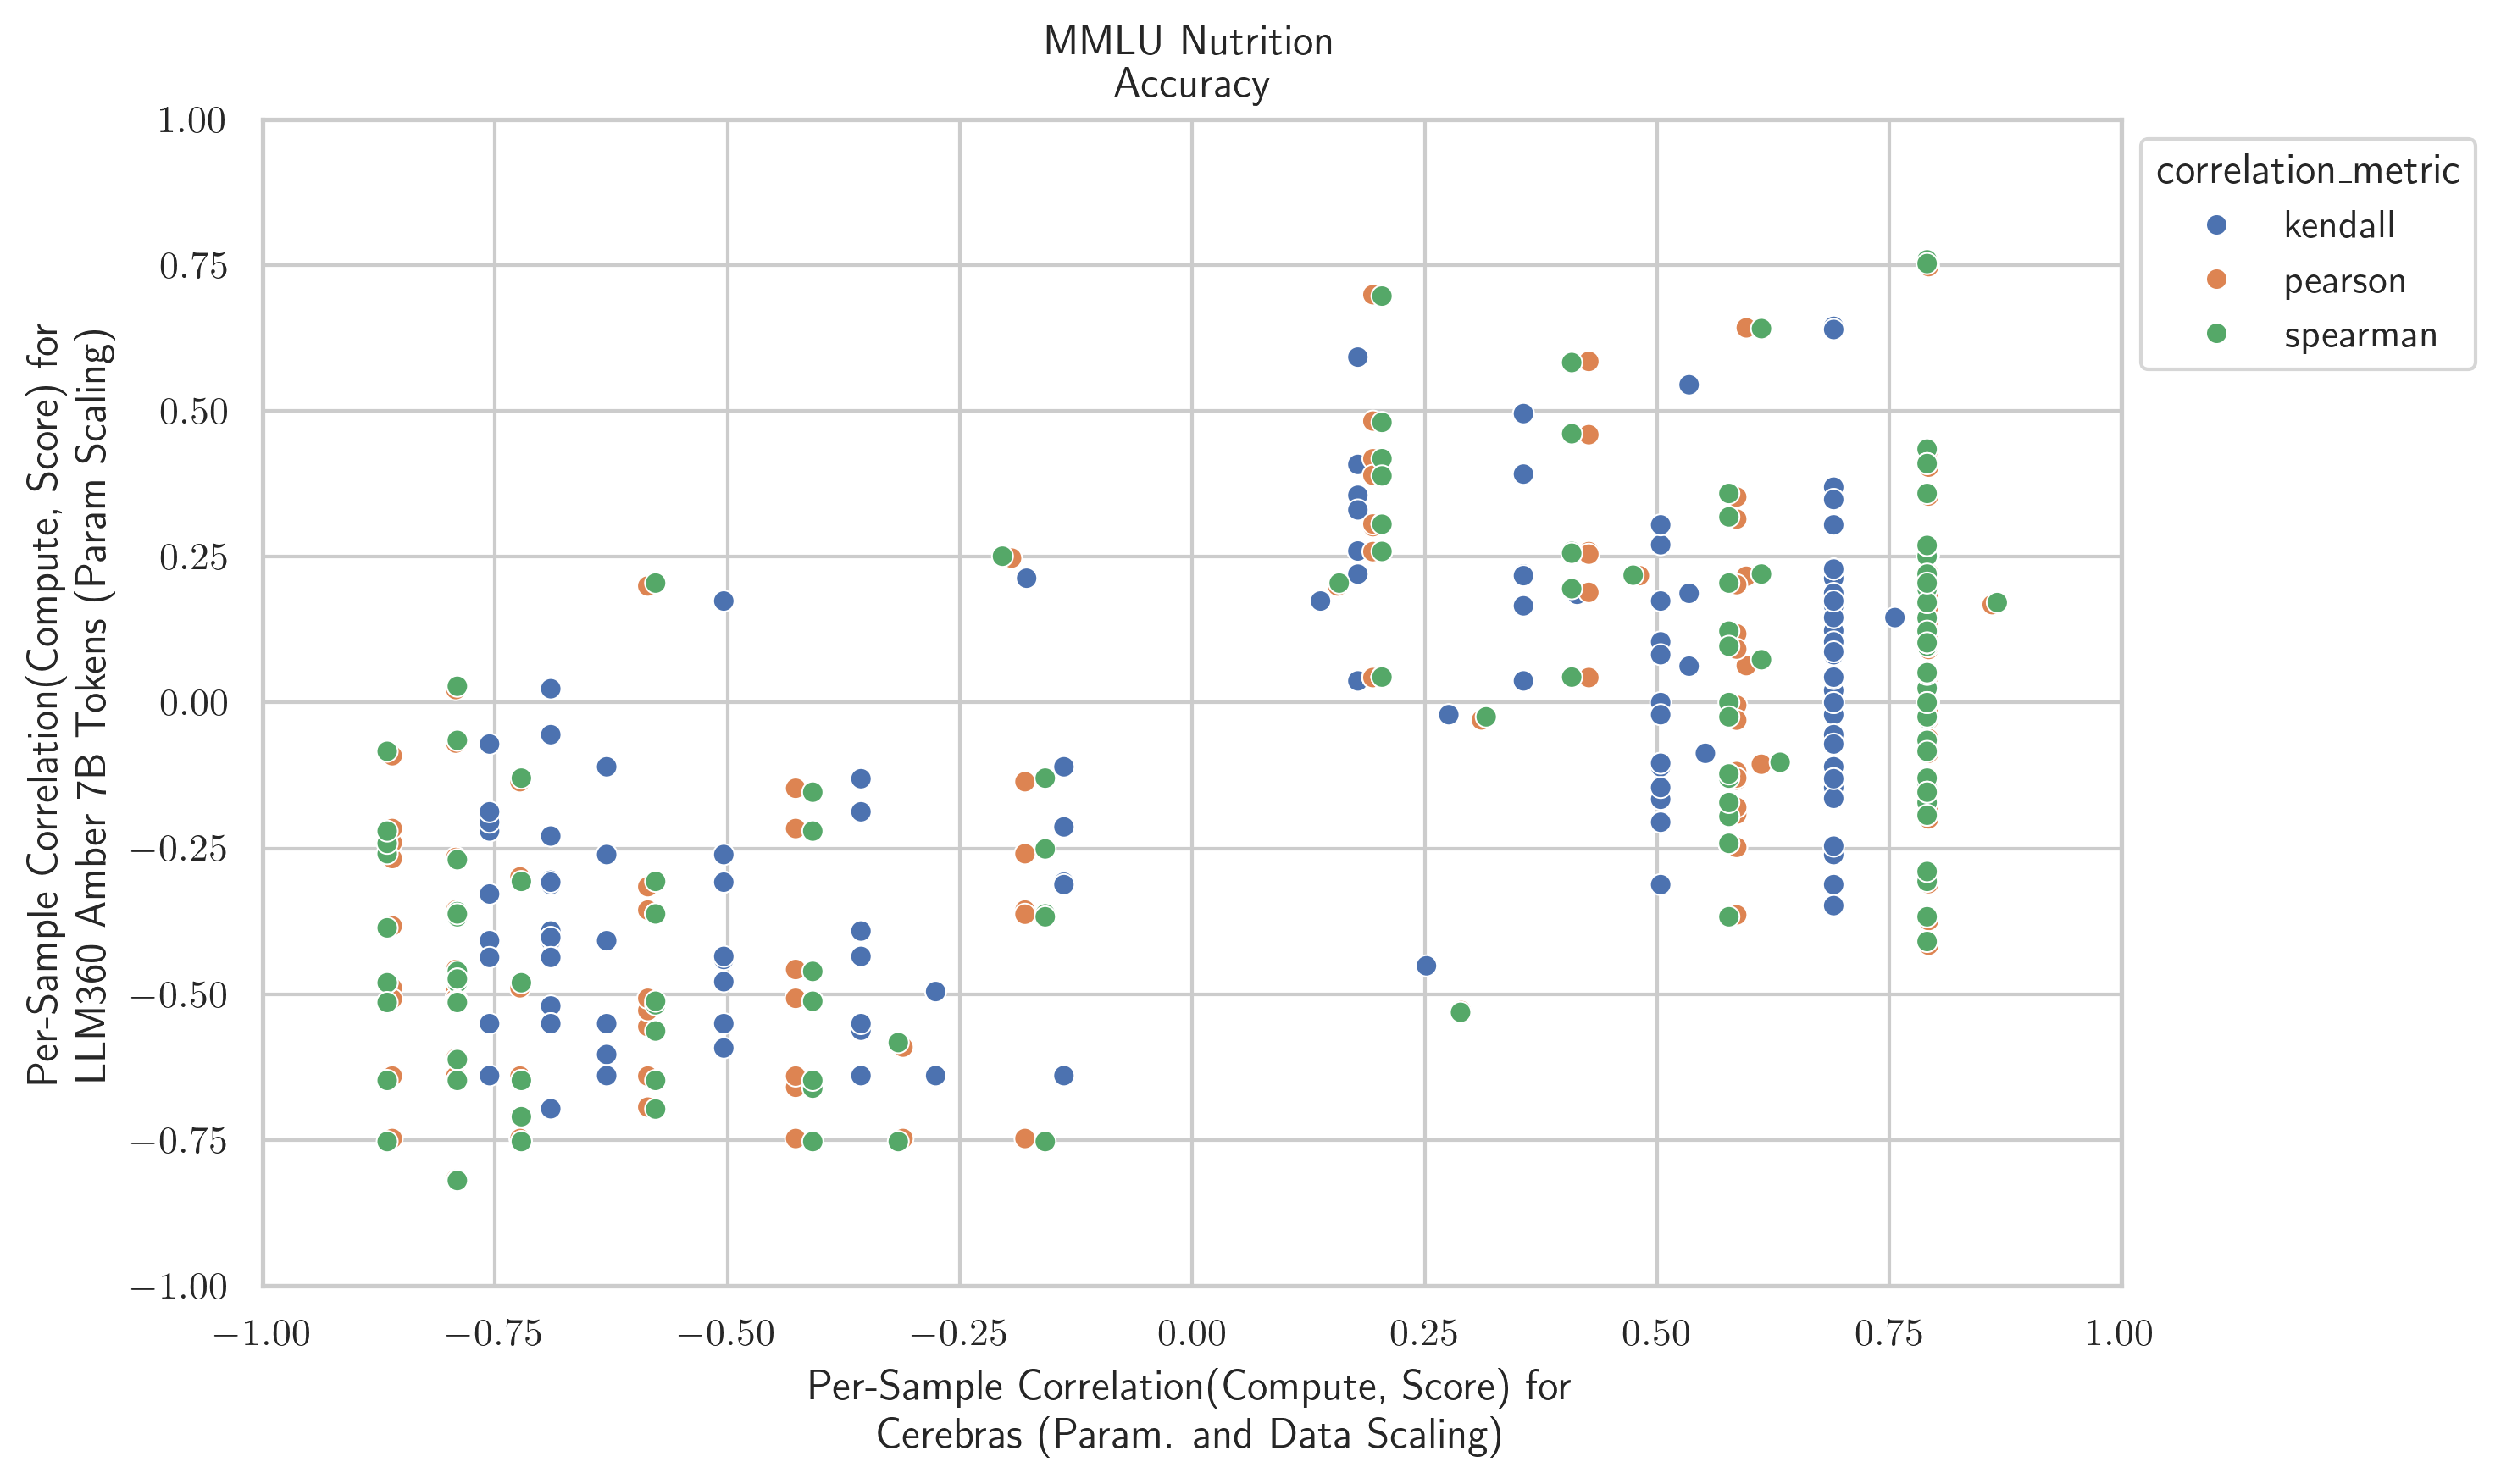 MMLU Nutrition
Accuracy
Per-Sample Correlation(Compute, Score) for
LLM360 Amber 7B Tokens (Param Scaling)
1.00
0.75
0.50
0.25
0.00
−0.25
−0.50
−0.75
−1.00
−1.00 −0.75 −0.50 −0.25 0.00 0.25 0.50 0.75 1.00
Per-Sample Correlation(Compute, Score) for
Cerebras (Param. and Data Scaling)
correlation_metric
kendall
pearson
spearman